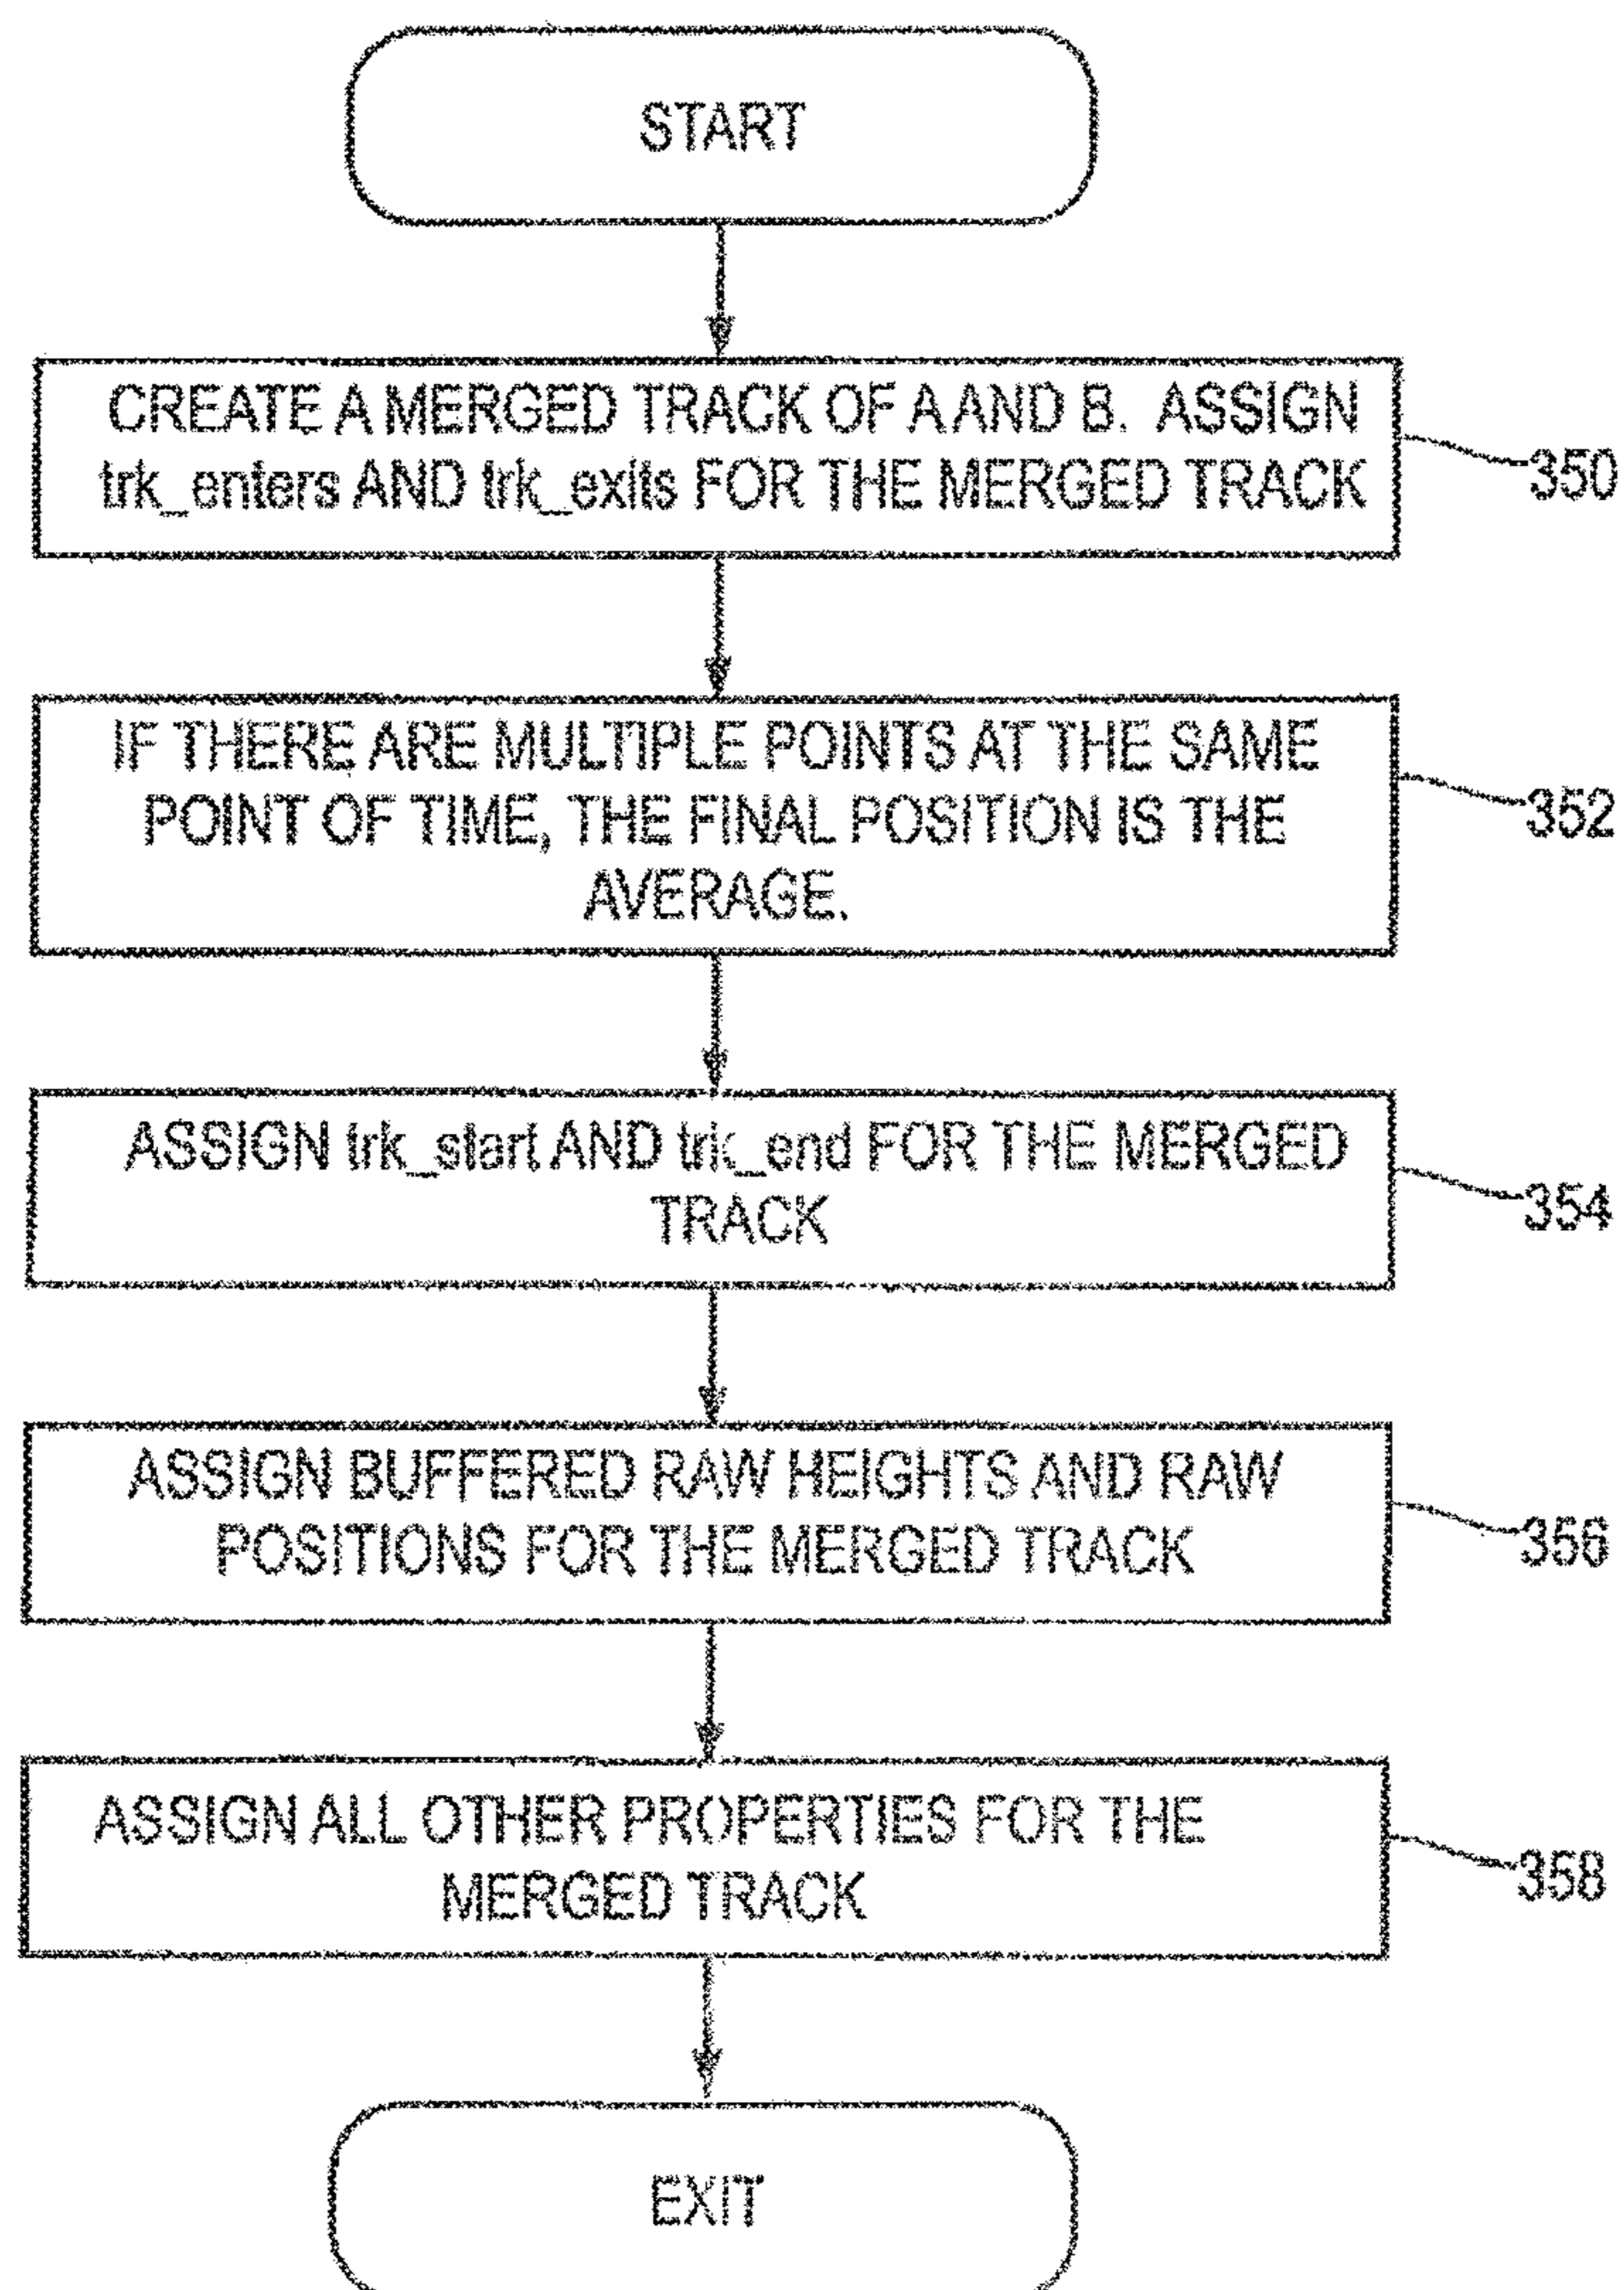 START
CREATE A MERGED TRACK OF A AND B. ASSIGN
trk_enters AND trk_exits FOR THE MERGED TRACK
350
IF THERE ARE MULTIPLE POINTS AT THE SAME
POINT OF TIME, THE FINAL POSITION IS THE
AVERAGE.
352
ASSIGN trk_start AND trk_end FOR THE MERGED
TRACK
354
ASSIGN BUFFERED RAW HEIGHTS AND RAW
POSITIONS FOR THE MERGED TRACK
356
ASSIGN ALL OTHER PROPERTIES FOR THE
MERGED TRACK
358
EXIT